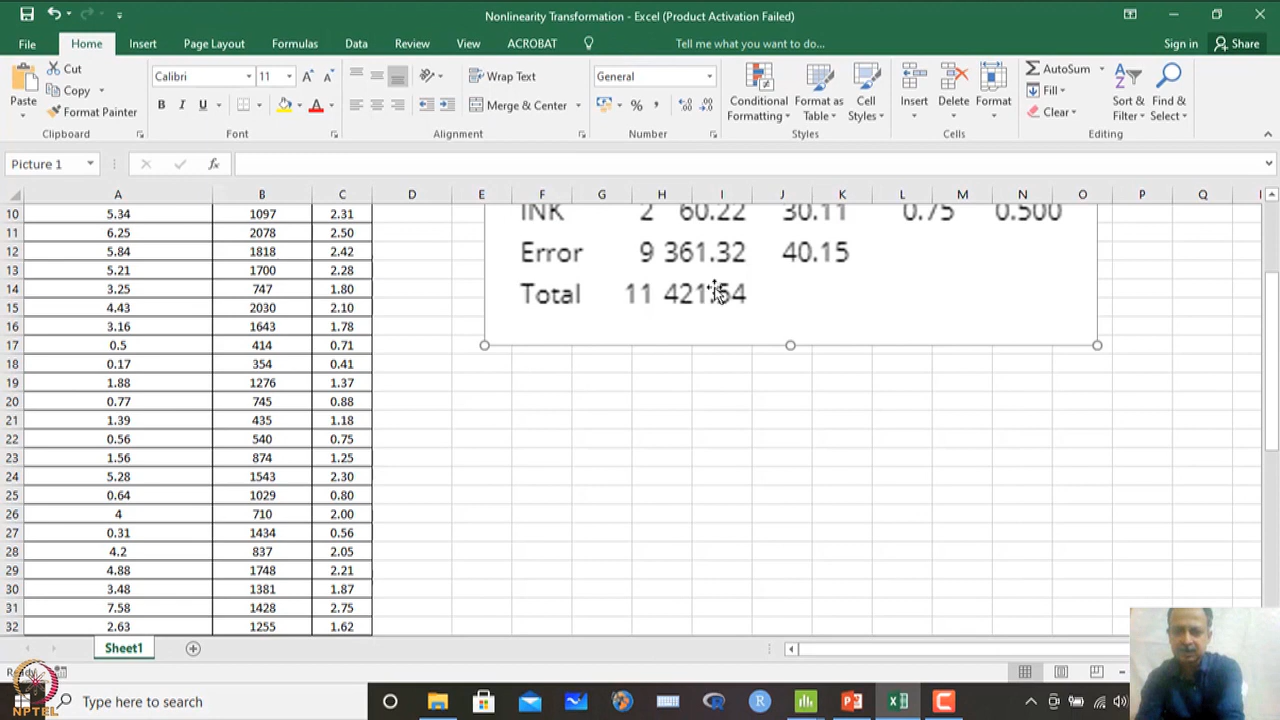 Nonlinearity Transformation - Excel (Product Activation Failed)
File Home Insert Page Layout Formulas Data Review View ACROBAT Tell me what you want to do... Sign in Share
Cut
Copy
Format Painter
Paste
Clipboard
Calibri 11
B I U
Font
Wrap Text
Merge & Center
Alignment
General
%
Number
Conditional Formatting
Format as Table
Cell Styles
Styles
Insert Delete Format
Cells
AutoSum
Fill
Clear
Sort & Filter
Find & Select
Editing
Picture 1 fx
A B C D E F G H I J K L M N O P Q
10 5.34 1097 2.31
11 6.25 2078 2.50
12 5.84 1818 2.42
13 5.21 1700 2.28
14 3.25 747 1.80
15 4.43 2030 2.10
16 3.16 1643 1.78
17 0.5 414 0.71
18 0.17 354 0.41
19 1.88 1276 1.37
20 0.77 745 0.88
21 1.39 435 1.18
22 0.56 540 0.75
23 1.56 874 1.25
24 5.28 1543 2.30
25 0.64 1029 0.80
26 4 710 2.00
27 0.31 1434 0.56
28 4.2 837 2.05
29 4.88 1748 2.21
30 3.48 1381 1.87
31 7.58 1428 2.75
32 2.63 1255 1.62
INK 2 60.22 30.11 0.75 0.500
Error 9 361.32 40.15
Total 11 421.54
Sheet1
Type here to search
NPTEL